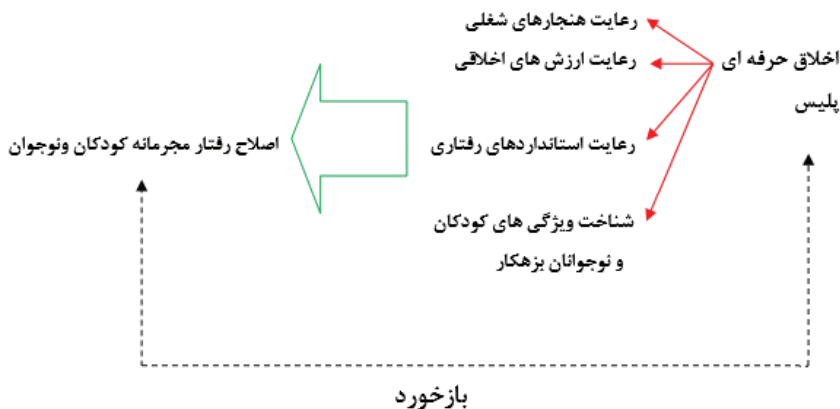 اخلاق حرفه ای
پلیس
رعایت هنجارهای شغلی
رعایت ارزش های اخلاقی
رعایت استانداردهای رفتاری
شناخت ویژگی های کودکان
و نوجوانان بزهکار
اصلاح رفتار مجرمانه کودکان ونوجوان
بازخورد